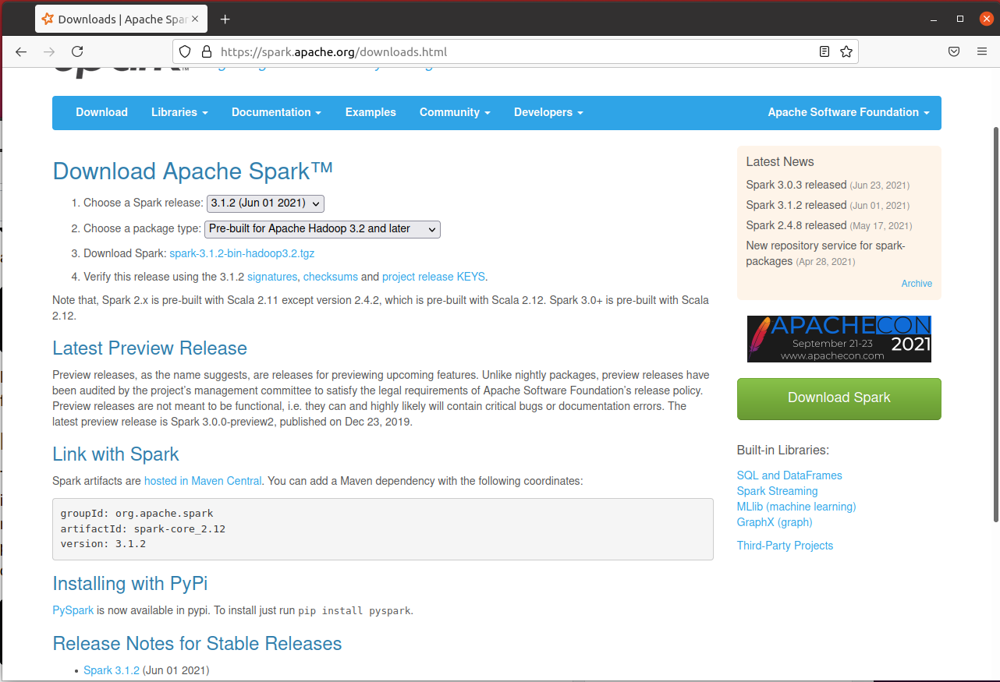 Downloads | Apache Spar
https://spark.apache.org/downloads.html
Download Libraries Documentation Examples Community Developers Apache Software Foundation
Download Apache Spark™
1. Choose a Spark release: 3.1.2 (Jun 01 2021)
2. Choose a package type: Pre-built for Apache Hadoop 3.2 and later
3. Download Spark: spark-3.1.2-bin-hadoop3.2.tgz
4. Verify this release using the 3.1.2 signatures, checksums and project release KEYS.
Note that, Spark 2.x is pre-built with Scala 2.11 except version 2.4.2, which is pre-built with Scala 2.12. Spark 3.0+ is pre-built with Scala
2.12.
Latest Preview Release
Preview releases, as the name suggests, are releases for previewing upcoming features. Unlike nightly packages, preview releases have
been audited by the project's management committee to satisfy the legal requirements of Apache Software Foundation's release policy.
Preview releases are not meant to be functional, i.e. they can and highly likely will contain critical bugs or documentation errors. The
latest preview release is Spark 3.0.0-preview2, published on Dec 23, 2019.
Link with Spark
Spark artifacts are hosted in Maven Central. You can add a Maven dependency with the following coordinates:
groupId: org.apache.spark
artifactId: spark-core_2.12
version: 3.1.2
Installing with PyPi
PySpark is now available in pypi. To install just run pip install pyspark.
Release Notes for Stable Releases
• Spark 3.1.2 (Jun 01 2021)
Latest News
Spark 3.0.3 released (Jun 23, 2021)
Spark 3.1.2 released (Jun 01, 2021)
Spark 2.4.8 released (May 17, 2021)
New repository service for spark-
packages (Apr 28, 2021)
Archive
APACHECON
September 21-23 2021
www.apachecon.com
Download Spark
Built-in Libraries:
SQL and DataFrames
Spark Streaming
MLlib (machine learning)
GraphX (graph)
Third-Party Projects